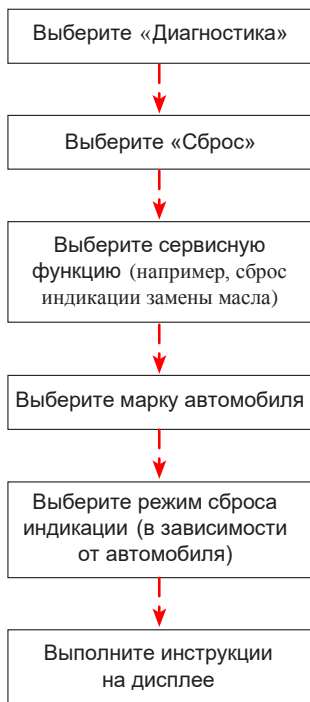 Выберите «Диагностика»
Выберите «Сброс»
Выберите сервисную
функцию (например, сброс
индикации замены масла)
Выберите марку автомобиля
Выберите режим сброса
индикации (в зависимости
от автомобиля)
Выполните инструкции
на дисплее